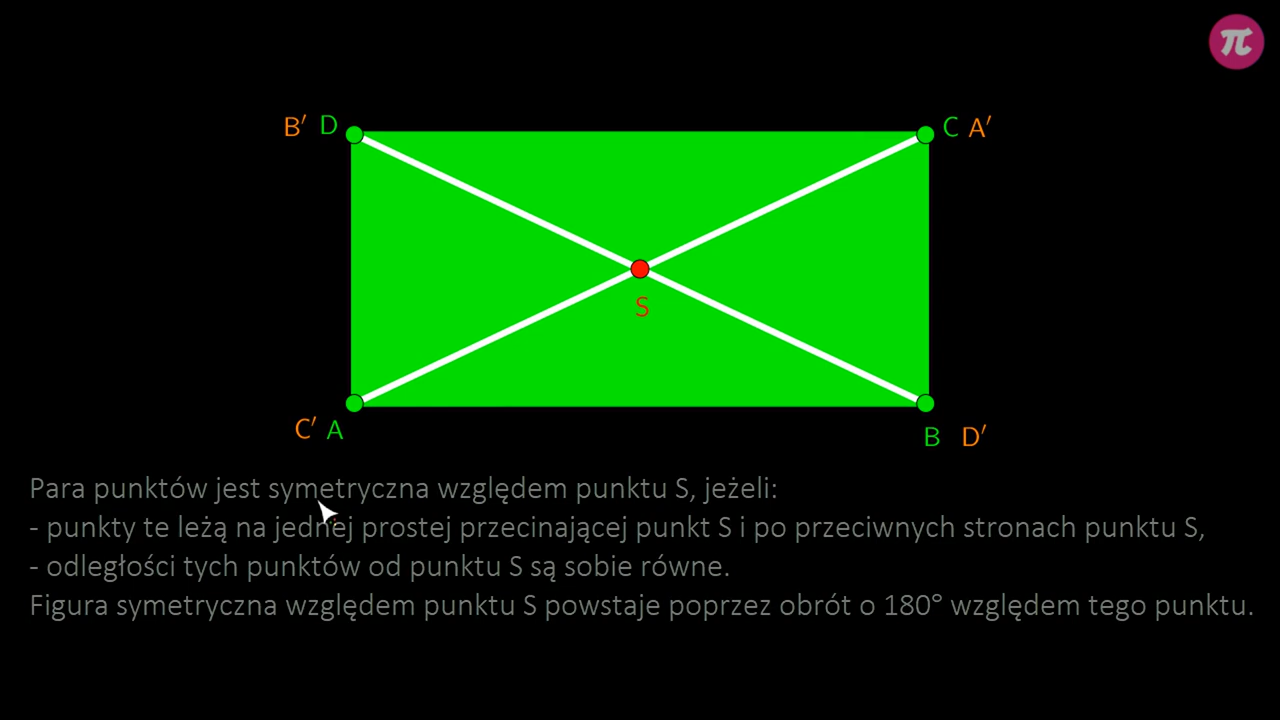 π
B′ D C A′
S
C′ A B D′
Para punktów jest symetryczna względem punktu S, jeżeli:
- punkty te leżą na jednej prostej przecinającej punkt S i po przeciwnych stronach punktu S,
- odległości tych punktów od punktu S są sobie równe.
Figura symetryczna względem punktu S powstaje poprzez obrót o 180° względem tego punktu.